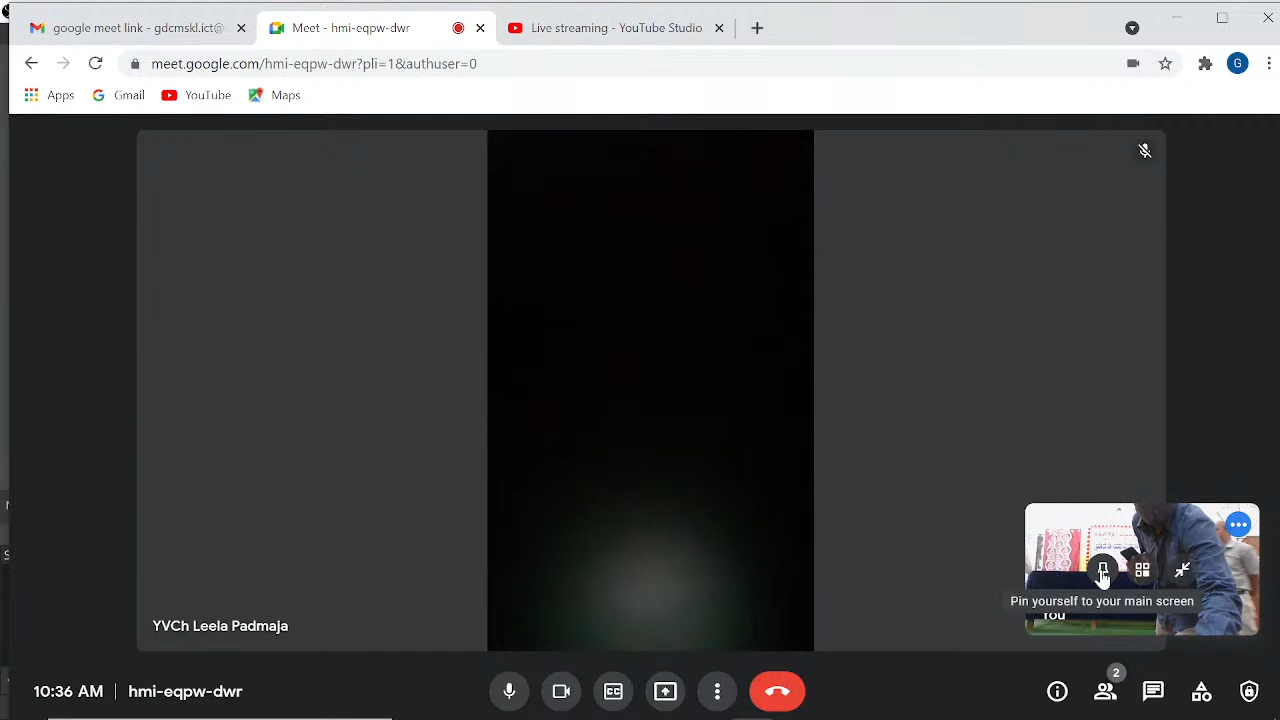 google meet link - gdcmskl.ict@
Meet - hmi-eqpw-dwr
Live streaming - YouTube Studio
meet.google.com/hmi-eqpw-dwr?pli=1&authuser=0
G
Apps
Gmail
YouTube
Maps
YVCh Leela Padmaja
Pin yourself to your main screen
You
10:36 AM
hmi-eqpw-dwr
CC
2